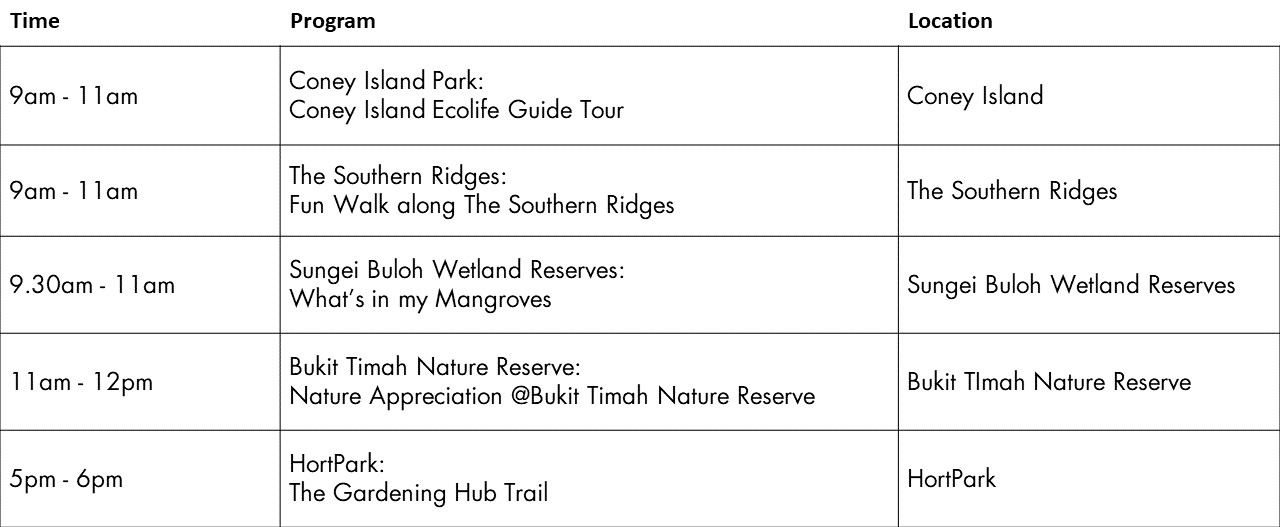 Time Program Location
9am - 11am
Coney Island Park:
Coney Island Ecolife Guide Tour
Coney Island
9am - 11am
The Southern Ridges:
Fun Walk along The Southern Ridges
The Southern Ridges
9.30am - 11am
Sungei Buloh Wetland Reserves:
What's in my Mangroves
Sungei Buloh Wetland Reserves
11am - 12pm
Bukit Timah Nature Reserve:
Nature Appreciation @Bukit Timah Nature Reserve
Bukit TImah Nature Reserve
5pm - 6pm
HortPark:
The Gardening Hub Trail
HortPark